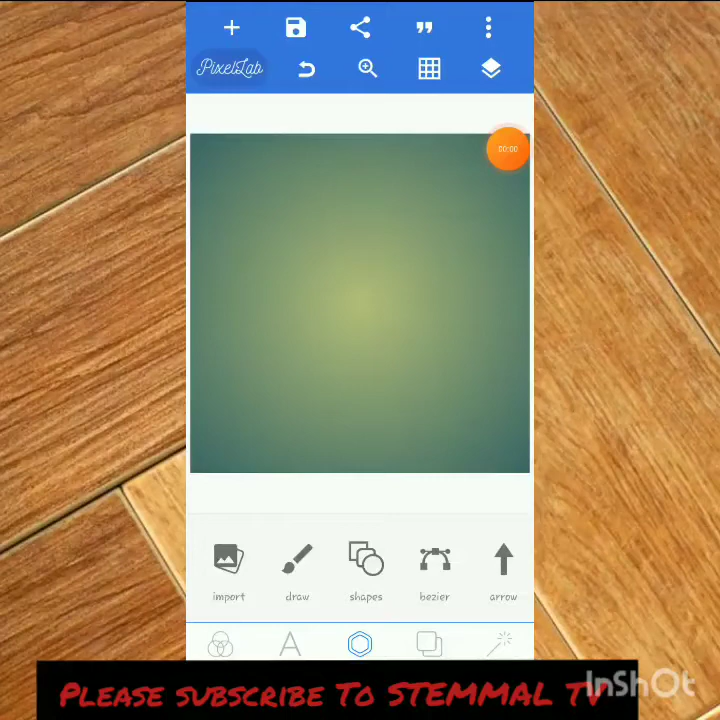 PixelLab
00:00
import draw shapes bezier arrow
PLEASE SUBSCRIBE TO STEMMAL TV
InShOt